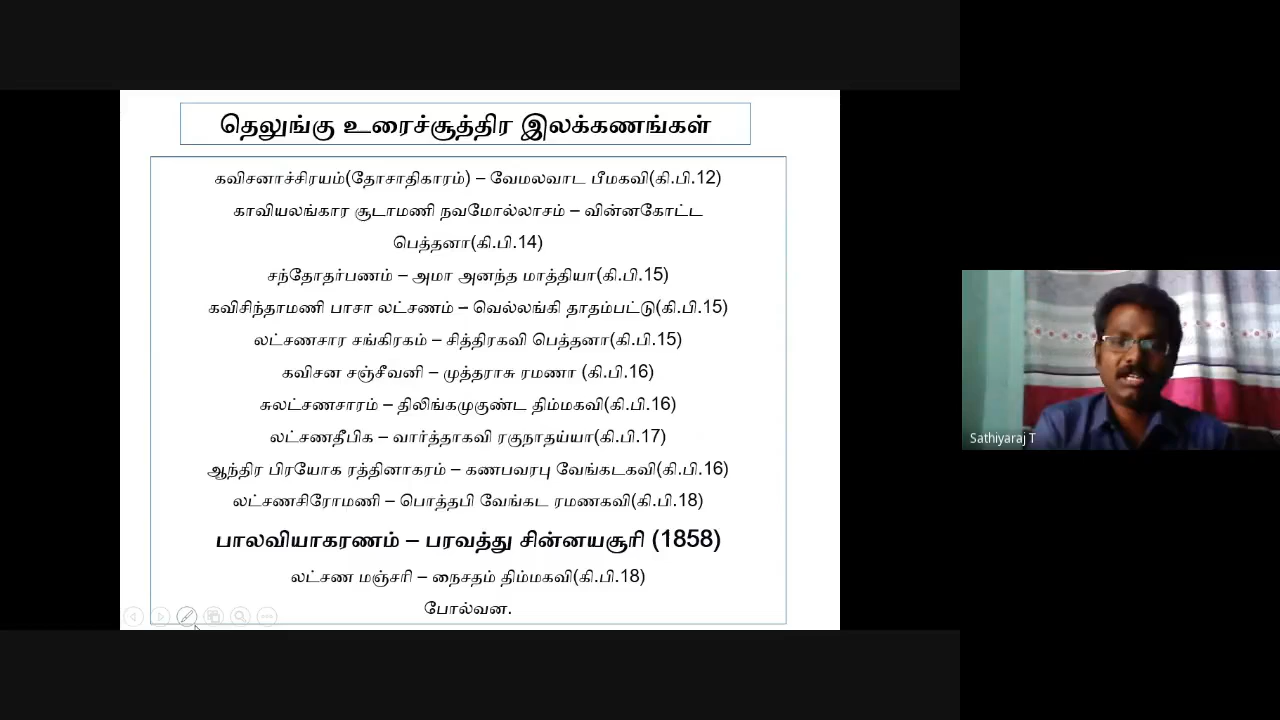 தெலுங்கு உரைச்சூத்திர இலக்கணங்கள்
கவிசனாச்சிரயம்(தோசாதிகாரம்) – வேமலவாட பீமகவி(கி.பி.12)
காவியலங்கார சூடாமணி நவமோல்லாசம் – வின்னகோட்ட
பெத்தனா(கி.பி.14)
சந்தோதர்பணம் – அமா அனந்த மாத்தியா(கி.பி.15)
கவிசிந்தாமணி பாசா லட்சணம் – வெல்லங்கி தாதம்பட்டு(கி.பி.15)
லட்சணசார சங்கிரகம் – சித்திரகவி பெத்தனா(கி.பி.15)
கவிசன சஞ்சீவனி – முத்தராசு ரமணா (கி.பி.16)
சுலட்சணசாரம் – திலிங்கமுகுண்ட திம்மகவி(கி.பி.16)
லட்சணதீபிக – வார்த்தாகவி ரகுநாதய்யா(கி.பி.17)
ஆந்திர பிரயோக ரத்தினாகரம் – கணபவரபு வேங்கடகவி(கி.பி.16)
லட்சணசிரோமணி – பொத்தபி வேங்கட ரமணகவி(கி.பி.18)
பாலவியாகரணம் – பரவத்து சின்னயசூரி (1858)
லட்சண மஞ்சரி – நைசதம் திம்மகவி(கி.பி.18)
போல்வன.
Sathiyaraj T